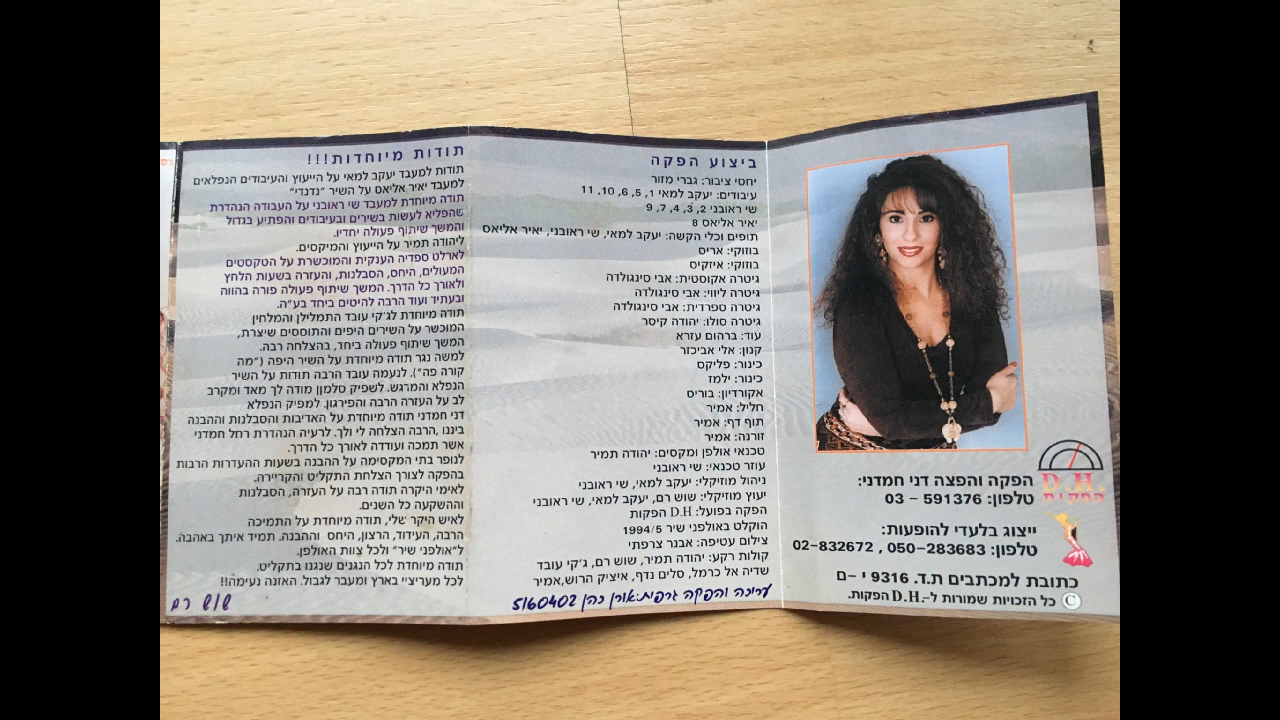 D.H.
הפקות
הפקה והפצה דני חמדני:
טלפון: 591376 - 03
ייצוג בלעדי להופעות:
טלפון: 050-283683 , 02-832672
כתובת למכתבים ת.ד. 9316 י-ם
© כל הזכויות שמורות ל-D.H. הפקות.
ביצוע הפקה
יחסי ציבור: גברי מזור
עיבודים: יעקב למאי 1, 5, 6, 10, 11
שי ראובני 2, 3, 4, 7, 9
יאיר אליאס 8
תופים וכלי הקשה: יעקב למאי, שי ראובני, יאיר אליאס
בוזוקי: אריס
בוזוקי: איזקיס
גיטרה אקוסטית: אבי סינגולדה
גיטרה ליווי: אבי סינגולדה
גיטרה ספרדית: אבי סינגולדה
גיטרה סולו: יהודה קיסר
עוד: ברהום עזרא
קנון: אלי אביכזר
כינור: פליקס
כינור: ילמז
אקורדיון: בוריס
חליל: אמיר
תוף דף: אמיר
זורנה: אמיר
טכנאי אולפן ומקסים: יהודה תמיר
עוזר טכנאי: שי ראובני
ניהול מוזיקלי: יעקב למאי, שי ראובני
יעוץ מוזיקלי: שוש רם, יעקב למאי, שי ראובני
הפקה בפועל: D.H הפקות
הוקלט באולפני שיר 1994/5
צילום עטיפה: אבנר צרפתי
קולות רקע: יהודה תמיר, שוש רם, ג'קי עובד
שדיה אל כרמל, סלים נדף, איציק הרוש,אמיר
עריכה והפקה גרפית:אורן כהן 5160402
תודות מיוחדות!!!
תודות למעבד יעקב למאי על הייעוץ והעיבודים הנפלאים
למעבד יאיר אליאס על השיר "נדנדי"
תודה מיוחדת למעבד שי ראובני על העבודה הנהדרת
שהפליא לעשות בשירים ובעיבודים והפתיע בגדול
והמשך שיתוף פעולה יחדיו.
ליהודה תמיר על הייעוץ והמיקסים.
לארלט ספדיה הענקית והמוכשרת על הטקסטים
המעולים, היחס, הסבלנות, והעזרה בשעות הלחץ
ולאורך כל הדרך. המשך שיתוף פעולה פורה בהווה
ובעתיד ועוד הרבה להיטים ביחד בע"ה.
תודה מיוחדת לג'קי עובד התמלילן והמלחין
המוכשר על השירים היפים והתוססים שיצרת,
המשך שיתוף פעולה ביחד, בהצלחה רבה.
למשה נגר תודה מיוחדת על השיר היפה ("מה
קורה פה"). לנעמה עובד הרבה תודות על השיר
הנפלא והמרגש. לשפיק סלמון מודה לך מאד ומקרב
לב על העזרה הרבה והפירגון. למפיק הנפלא
דני חמדני תודה מיוחדת על האדיבות והסבלנות וההבנה
ביננו ,הרבה הצלחה לי ולך. לרעיה הנהדרת רחל חמדני
אשר תמכה ועודדה לאורך כל הדרך.
לנופר בתי המקסימה על ההבנה בשעות ההעדרות הרבות
בהפקה לצורך הצלחת התקליט והקריירה.
לאימי היקרה תודה רבה על העזרה, הסבלנות
וההשקעה כל השנים.
לאיש היקר שלי, תודה מיוחדת על התמיכה
הרבה, העידוד, הרצון, היחס וההבנה. תמיד איתך באהבה.
ל"אולפני שיר" ולכל צוות האולפן.
תודה מיוחדת לכל הנגנים שנגנו בתקליט.
לכל מעריציי בארץ ומעבר לגבול. האזנה נעימה!!
שוש רם